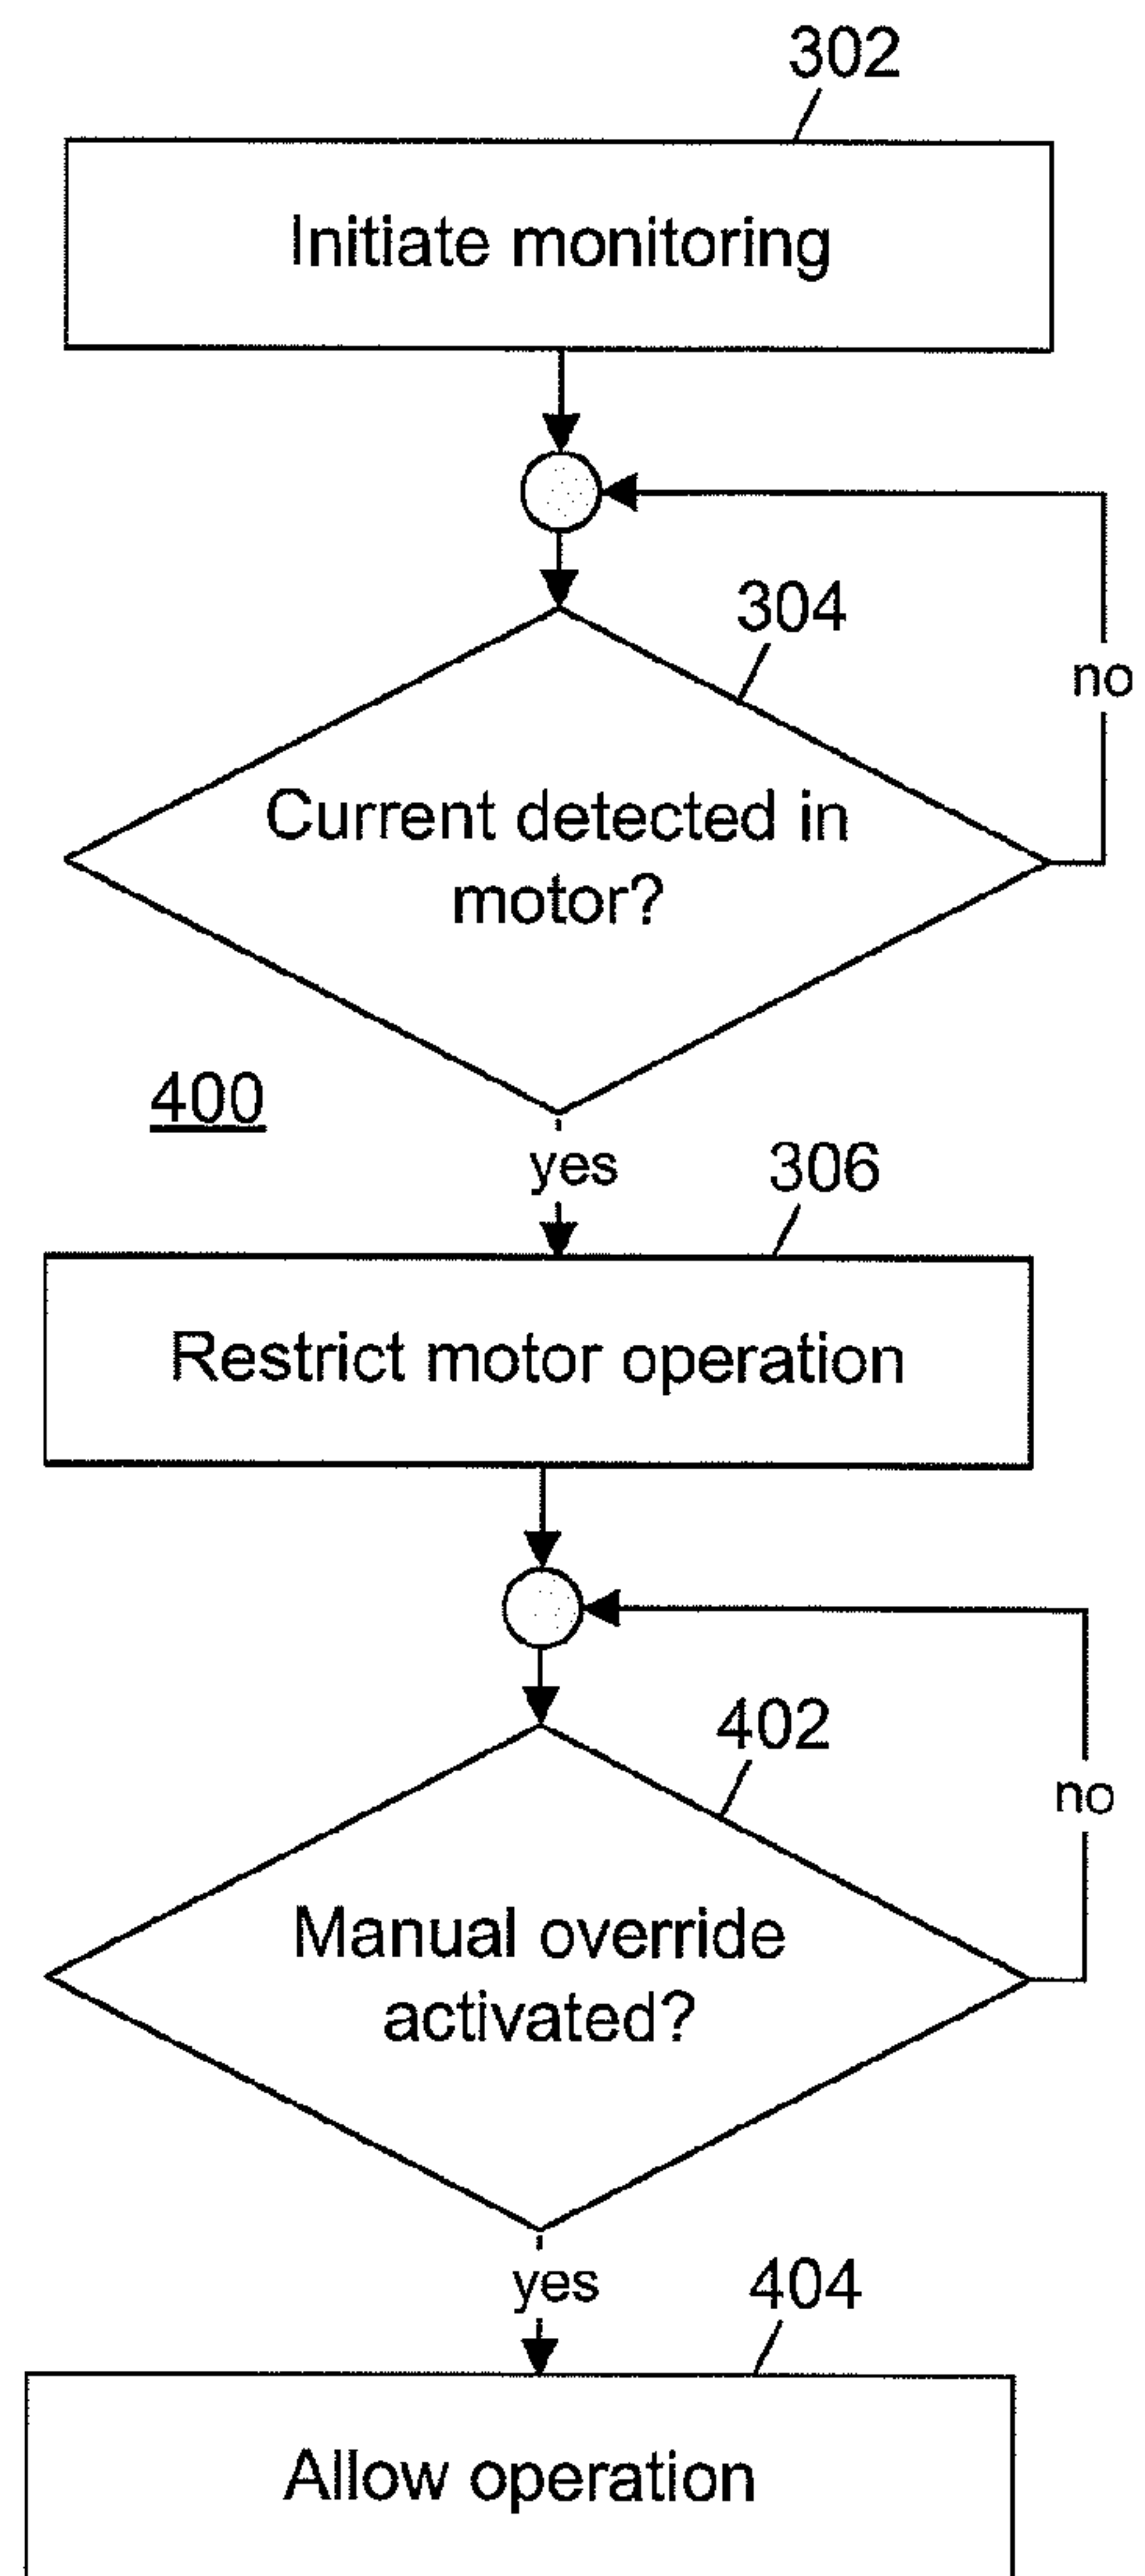 302
Initiate monitoring
304
no
Current detected in
motor?
400
yes
306
Restrict motor operation
402
no
Manual override
activated?
yes
404
Allow operation